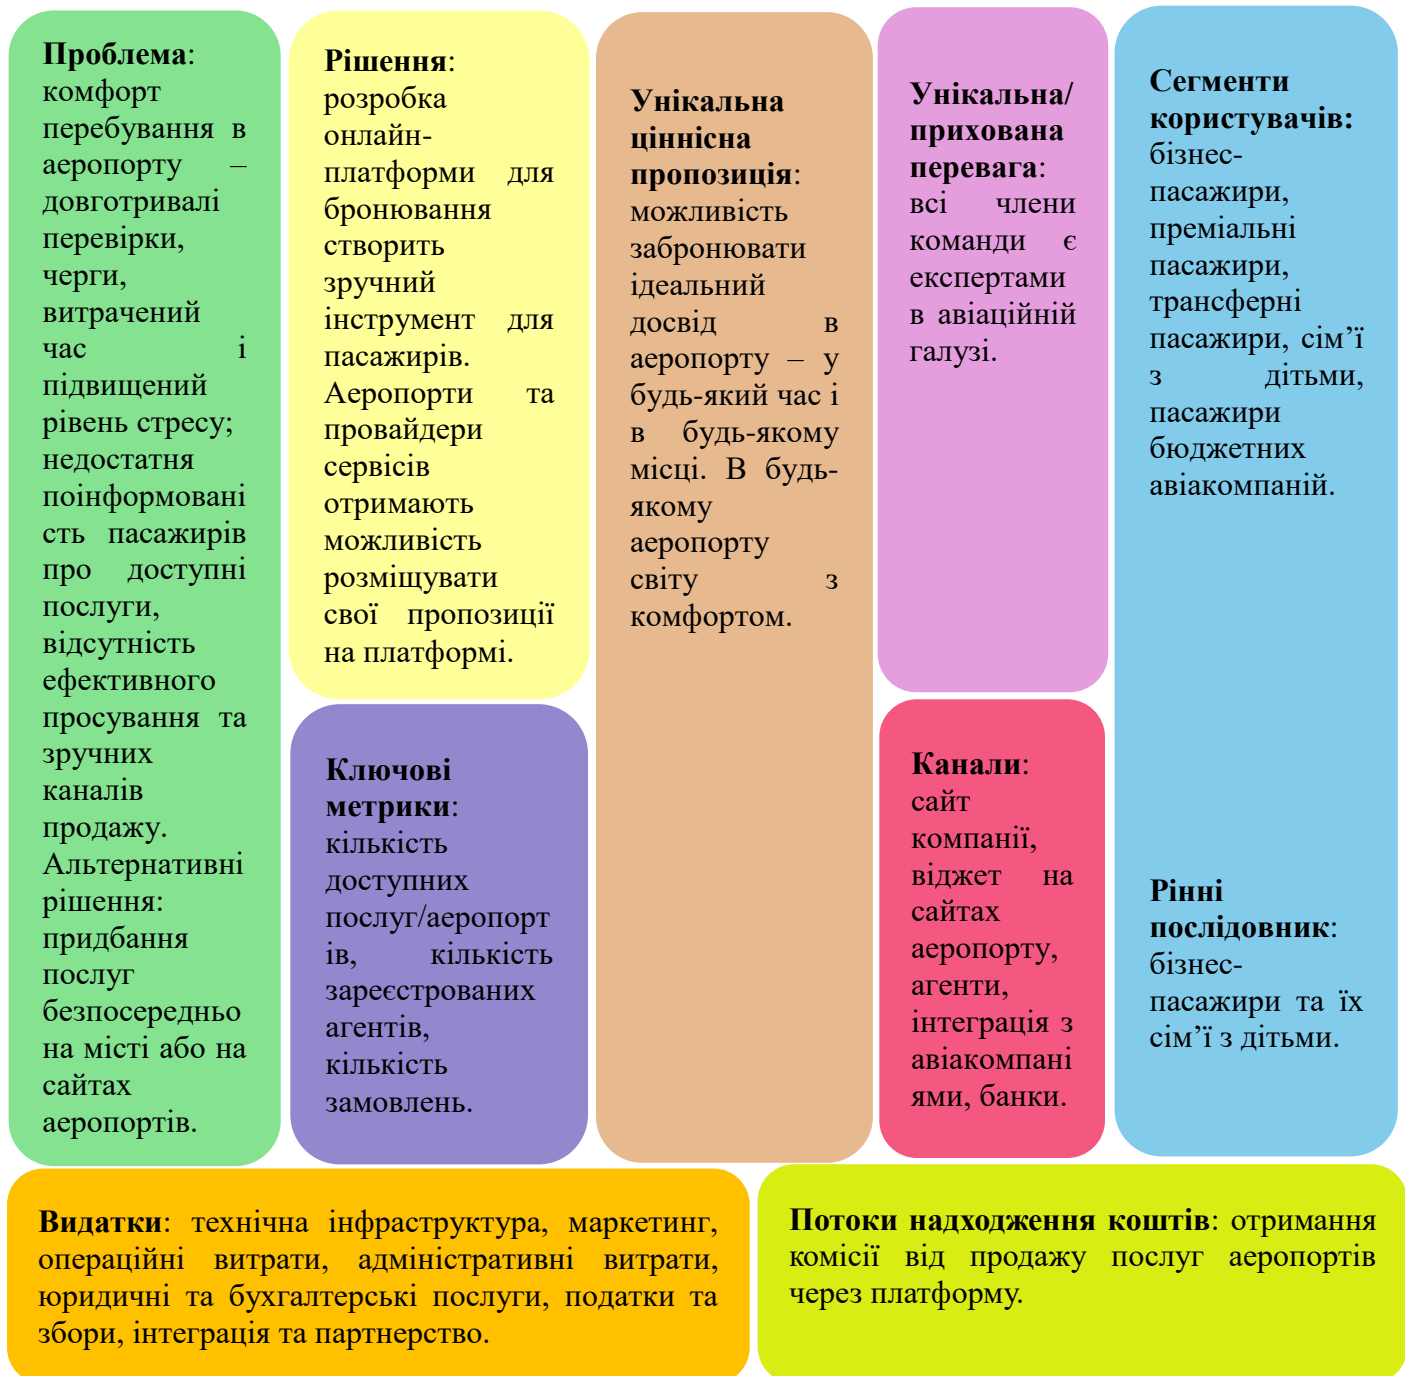 Проблема:
комфорт
перебування в
аеропорту –
довготривалі
перевірки,
черги,
витрачений
час і
підвищений
рівень стресу;
недостатня
поінформовані
сть пасажирів
про доступні
послуги,
відсутність
ефективного
просування та
зручних
каналів
продажу.
Альтернативні
рішення:
придбання
послуг
безпосередньо
на місті або на
сайтах
аеропортів.
Рішення:
розробка
онлайн-
платформи для
бронювання
створить
зручний
інструмент для
пасажирів.
Аеропорти та
провайдери
сервісів
отримають
можливість
розміщувати
свої пропозиції
на платформі.
Ключові
метрики:
кількість
доступних
послуг/аеропорт
ів, кількість
зареєстрованих
агентів,
кількість
замовлень.
Унікальна
ціннісна
пропозиція:
можливість
забронювати
ідеальний
досвід в
аеропорту – у
будь-який час і
в будь-якому
місці. В будь-
якому
аеропорту
світу з
комфортом.
Унікальна/
прихована
перевага:
всі члени
команди є
експертами
в авіаційній
галузі.
Канали:
сайт
компанії,
віджет на
сайтах
аеропорту,
агенти,
інтеграція з
авіакомпані
ями, банки.
Сегменти
користувачів:
бізнес-
пасажири,
преміальні
пасажири,
трансферні
пасажири, сім’ї
з дітьми,
пасажири
бюджетних
авіакомпаній.
Рінні
послідовник:
бізнес-
пасажири та їх
сім’ї з дітьми.
Видатки: технічна інфраструктура, маркетинг,
операційні витрати, адміністративні витрати,
юридичні та бухгалтерські послуги, податки та
збори, інтеграція та партнерство.
Потоки надходження коштів: отримання
комісії від продажу послуг аеропортів
через платформу.